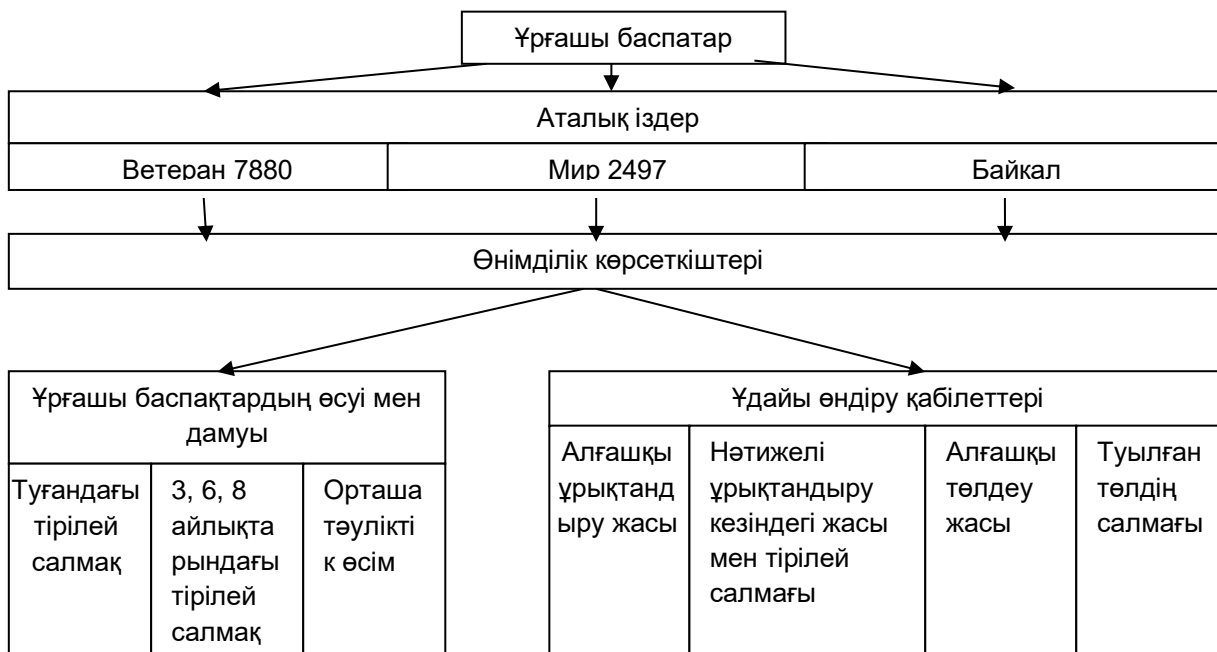 Ұрғашы баспатар
Аталық іздер
Ветеран 7880
Мир 2497
Байкал
Өнімділік көрсеткіштері
Ұрғашы баспақтардың өсуі мен
дамуы
Туғандағы
тірілей
салмақ
3, 6, 8
айлықта
рындағы
тірілей
салмақ
Орташа
тәулікті
к өсім
Ұдайы өндіру қабілеттері
Алғашқы
ұрықтанд
ыру жасы
Нәтижелі
ұрықтандыру
кезіндегі жасы
мен тірілей
салмағы
Алғашқы
төлдеу
жасы
Туылған
төлдің
салмағы